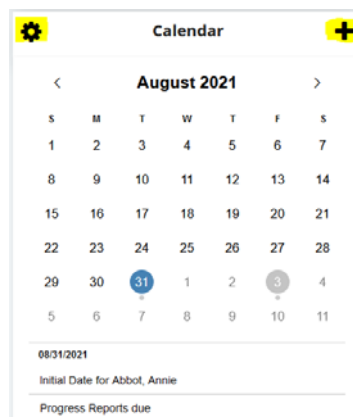 Calendar
August 2021
S M T W T F S
1 2 3 4 5 6 7
8 9 10 11 12 13 14
15 16 17 18 19 20 21
22 23 24 25 26 27 28
29 30 31 1 2 3 4
5 6 7 8 9 10 11
08/31/2021
Initial Date for Abbot, Annie
Progress Reports due